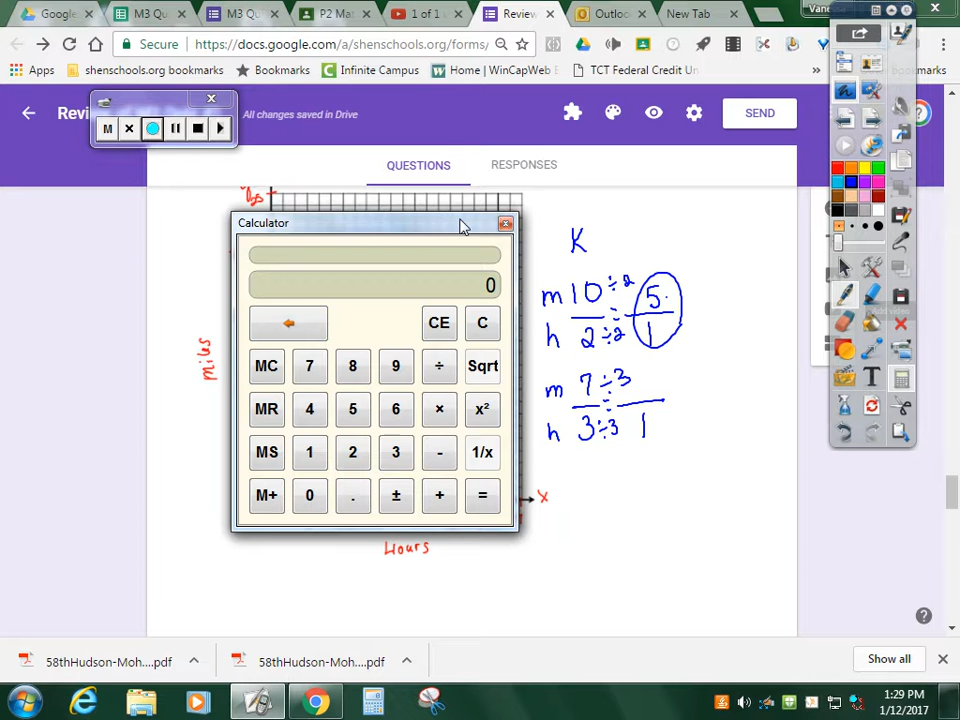 Google
M3 Qu
M3 Q
P2 Mat
1 of 1
Review
Outloo
New Tab
Secure
https://docs.google.com/a/shenschools.org/forms/
Apps
shenschools.org bookmarks
Bookmarks
Infinite Campus
Home | WinCapWeb
TCT Federal Credit Un
»
M
Revi
All changes saved in Drive
SEND
QUESTIONS
RESPONSES
Calculator
0
CE C
MC 7 8 9 ÷ Sqrt
MR 4 5 6 × x²
MS 1 2 3 - 1/x
M+ 0 . ± + =
K
m 10 ÷2 = 5
h 2 ÷2 1
m 7 ÷3 =
h 3 ÷3 1
miles
x
Hours
58thHudson-Moh....pdf
58thHudson-Moh....pdf
Show all
1:29 PM
1/12/2017